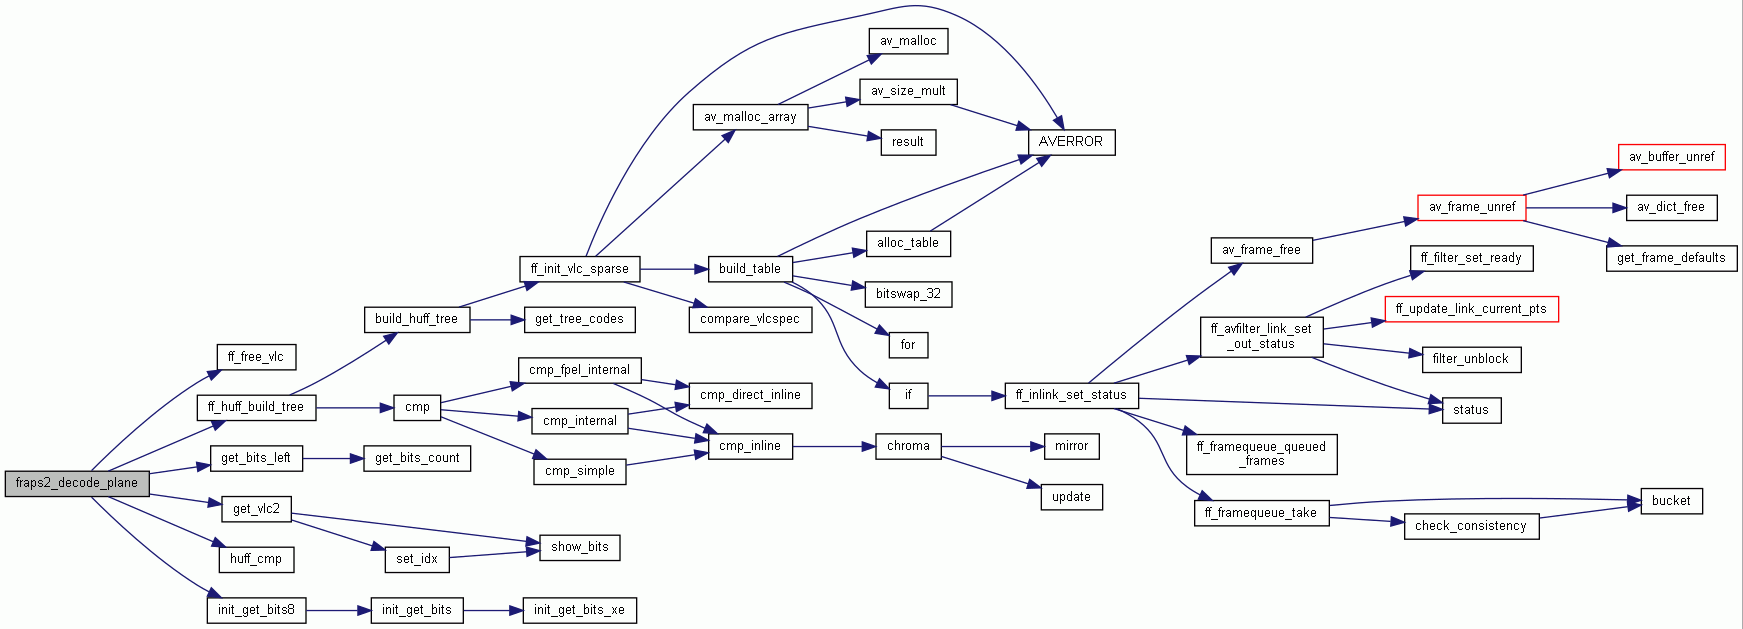 av_malloc
av_size_mult
av_malloc_array
result
AVERROR
av_buffer_unref
av_frame_unref
av_dict_free
alloc_table
av_frame_free
get_frame_defaults
ff_filter_set_ready
ff_init_vlc_sparse
build_table
bitswap_32
ff_update_link_current_pts
build_huff_tree
get_tree_codes
compare_vlcspec
ff_avfilter_link_set
_out_status
for
filter_unblock
ff_free_vlc
cmp_fpel_internal
cmp_direct_inline
if
ff_inlink_set_status
status
ff_huff_build_tree
cmp
cmp_internal
cmp_inline
chroma
mirror
ff_framequeue_queued
_frames
get_bits_left
get_bits_count
cmp_simple
fraps2_decode_plane
update
bucket
get_vlc2
ff_framequeue_take
check_consistency
show_bits
huff_cmp
set_idx
init_get_bits8
init_get_bits
init_get_bits_xe